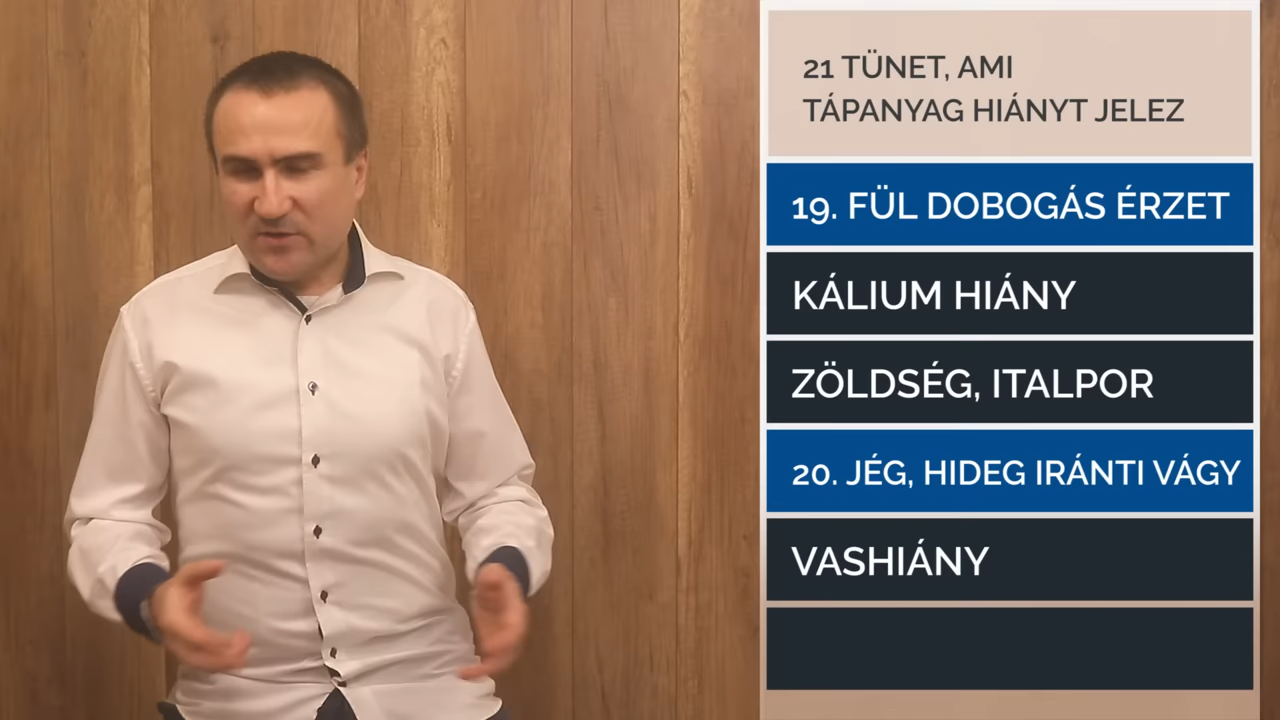 21 TÜNET, AMI
TÁPANYAG HIÁNYT JELEZ
19. FÜL DOBOGÁS ÉRZET
KÁLIUM HIÁNY
ZÖLDSÉG, ITALPOR
20. JÉG, HIDEG IRÁNTI VÁGY
VASHIÁNY